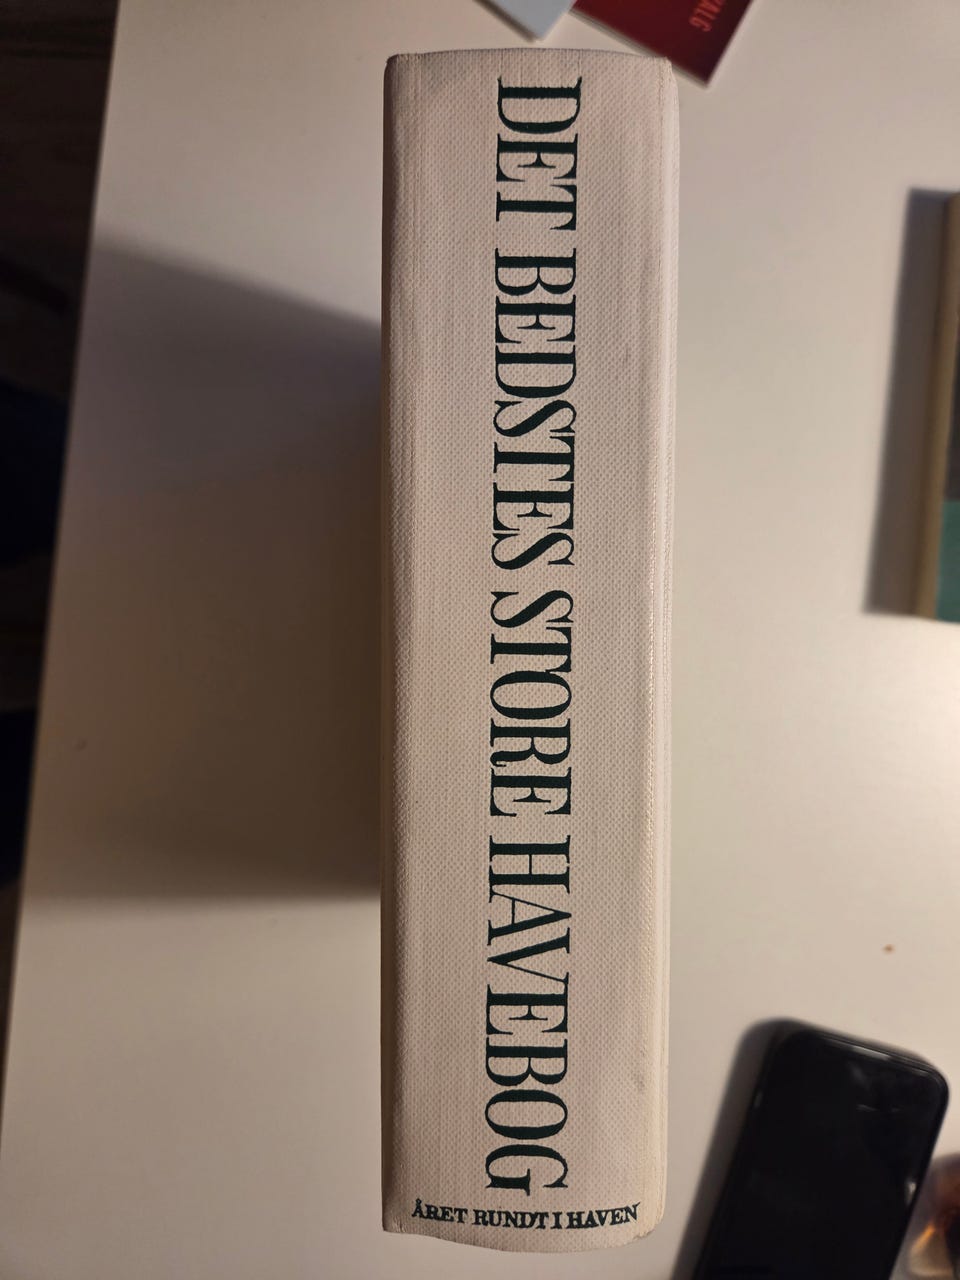 DET BEDSTES STORE HAVEBOG
ÅRET RUNDT I HAVEN